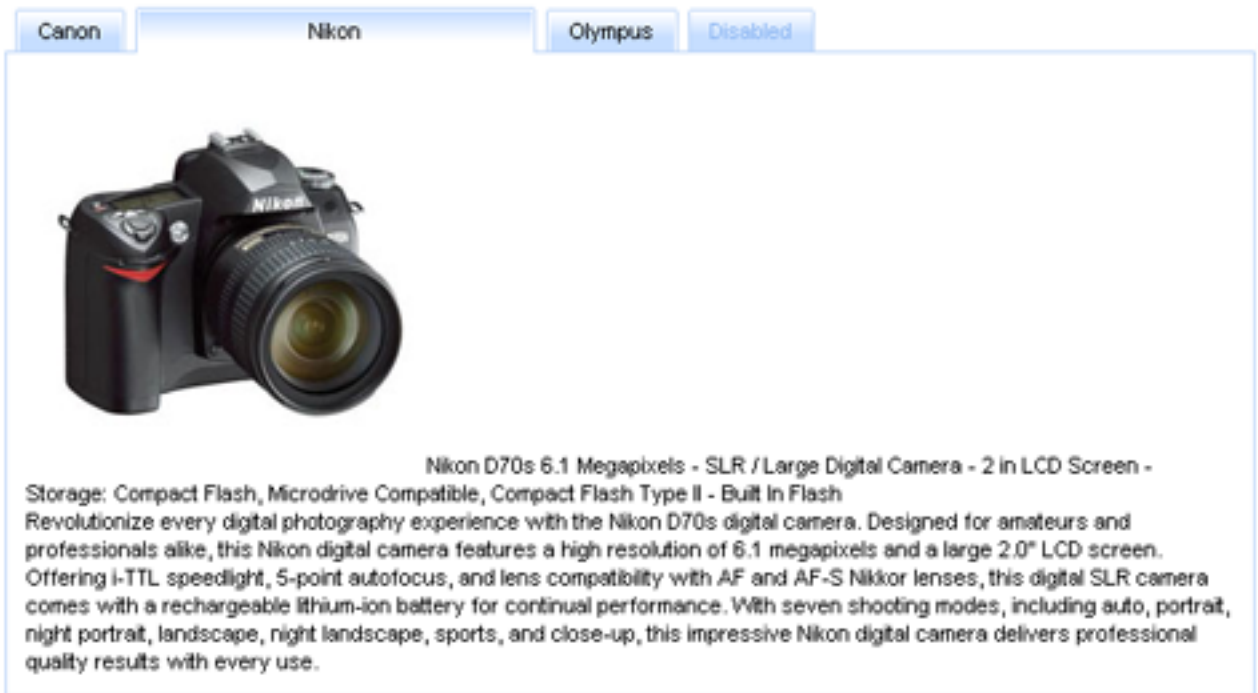 Canon
Nikon
Olympus
Disabled
Nikon
Nikon D70s 6.1 Megapixels - SLR / Large Digital Camera - 2 in LCD Screen -
Storage: Compact Flash, Microdrive Compatible, Compact Flash Type II - Built In Flash
Revolutionize every digital photography experience with the Nikon D70s digital camera. Designed for amateurs and
professionals alike, this Nikon digital camera features a high resolution of 6.1 megapixels and a large 2.0" LCD screen.
Offering i-TTL speedlight, 5-point autofocus, and lens compatibility with AF and AF-S Nikkor lenses, this digital SLR camera
comes with a rechargeable lithium-ion battery for continual performance. With seven shooting modes, including auto, portrait,
night portrait, landscape, night landscape, sports, and close-up, this impressive Nikon digital camera delivers professional
quality results with every use.